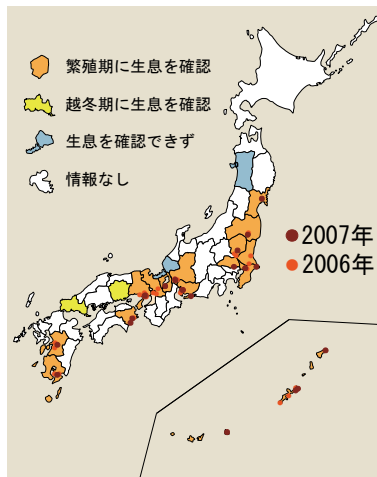 繁殖期に生息を確認
越冬期に生息を確認
生息を確認できず
情報なし
2007年
2006年